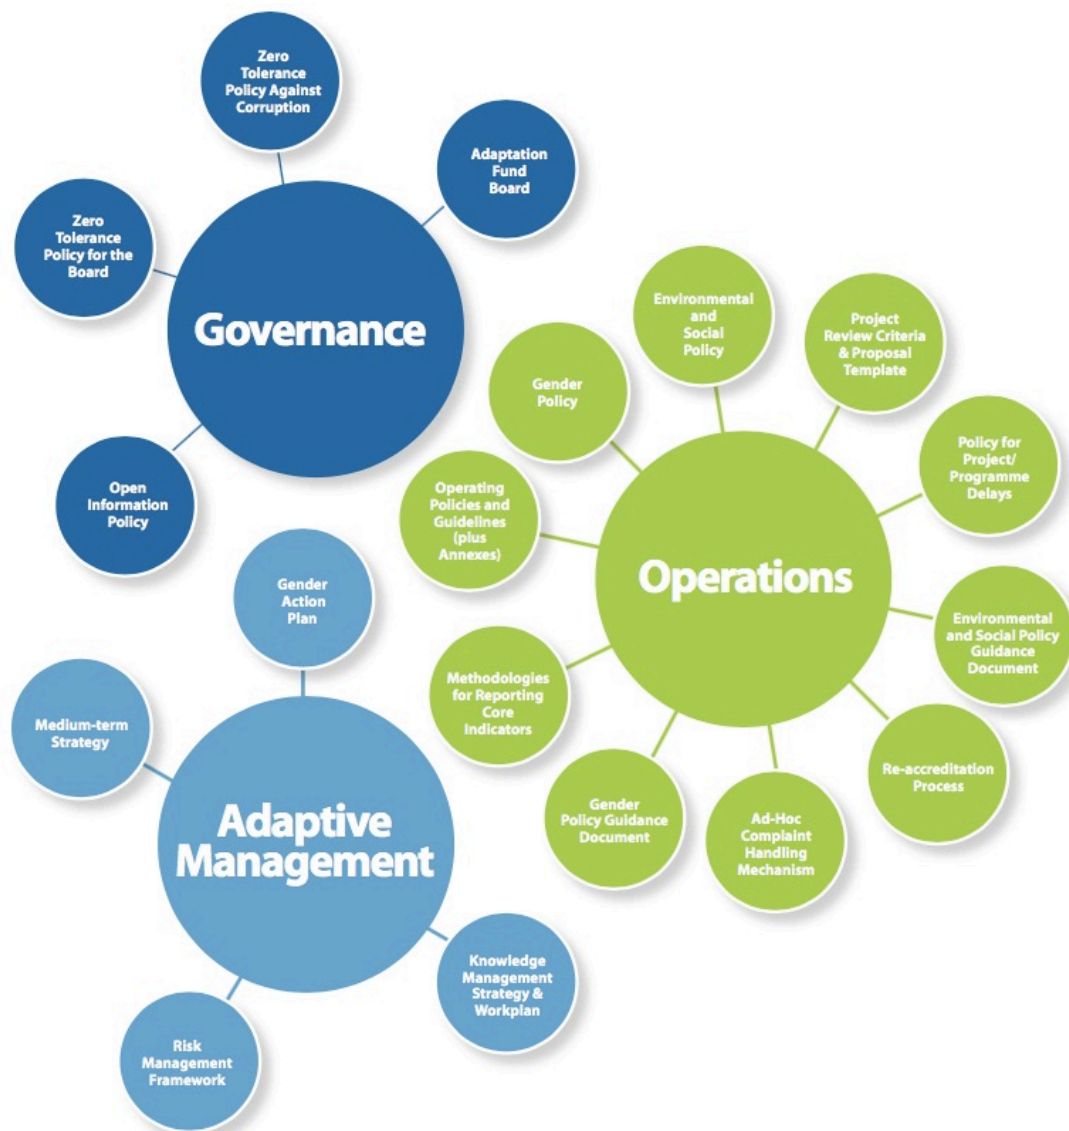 Zero
Tolerance
Policy Against
Corruption
Adaptation
Fund
Board
Zero
Tolerance
Policy for the
Board
Governance
Open
Information
Policy
Environmental
and
Social
Policy
Project
Review Criteria
& Proposal
Template
Gender
Policy
Policy for
Project/
Programme
Delays
Operating
Policies and
Guidelines
(plus
Annexes)
Operations
Environmental
and Social Policy
Guidance
Document
Methodologies
for Reporting
Core
Indicators
Re-accreditation
Process
Gender
Policy Guidance
Document
Ad-Hoc
Complaint
Handling
Mechanism
Gender
Action
Plan
Medium-term
Strategy
Adaptive
Management
Knowledge
Management
Strategy &
Workplan
Risk
Management
Framework